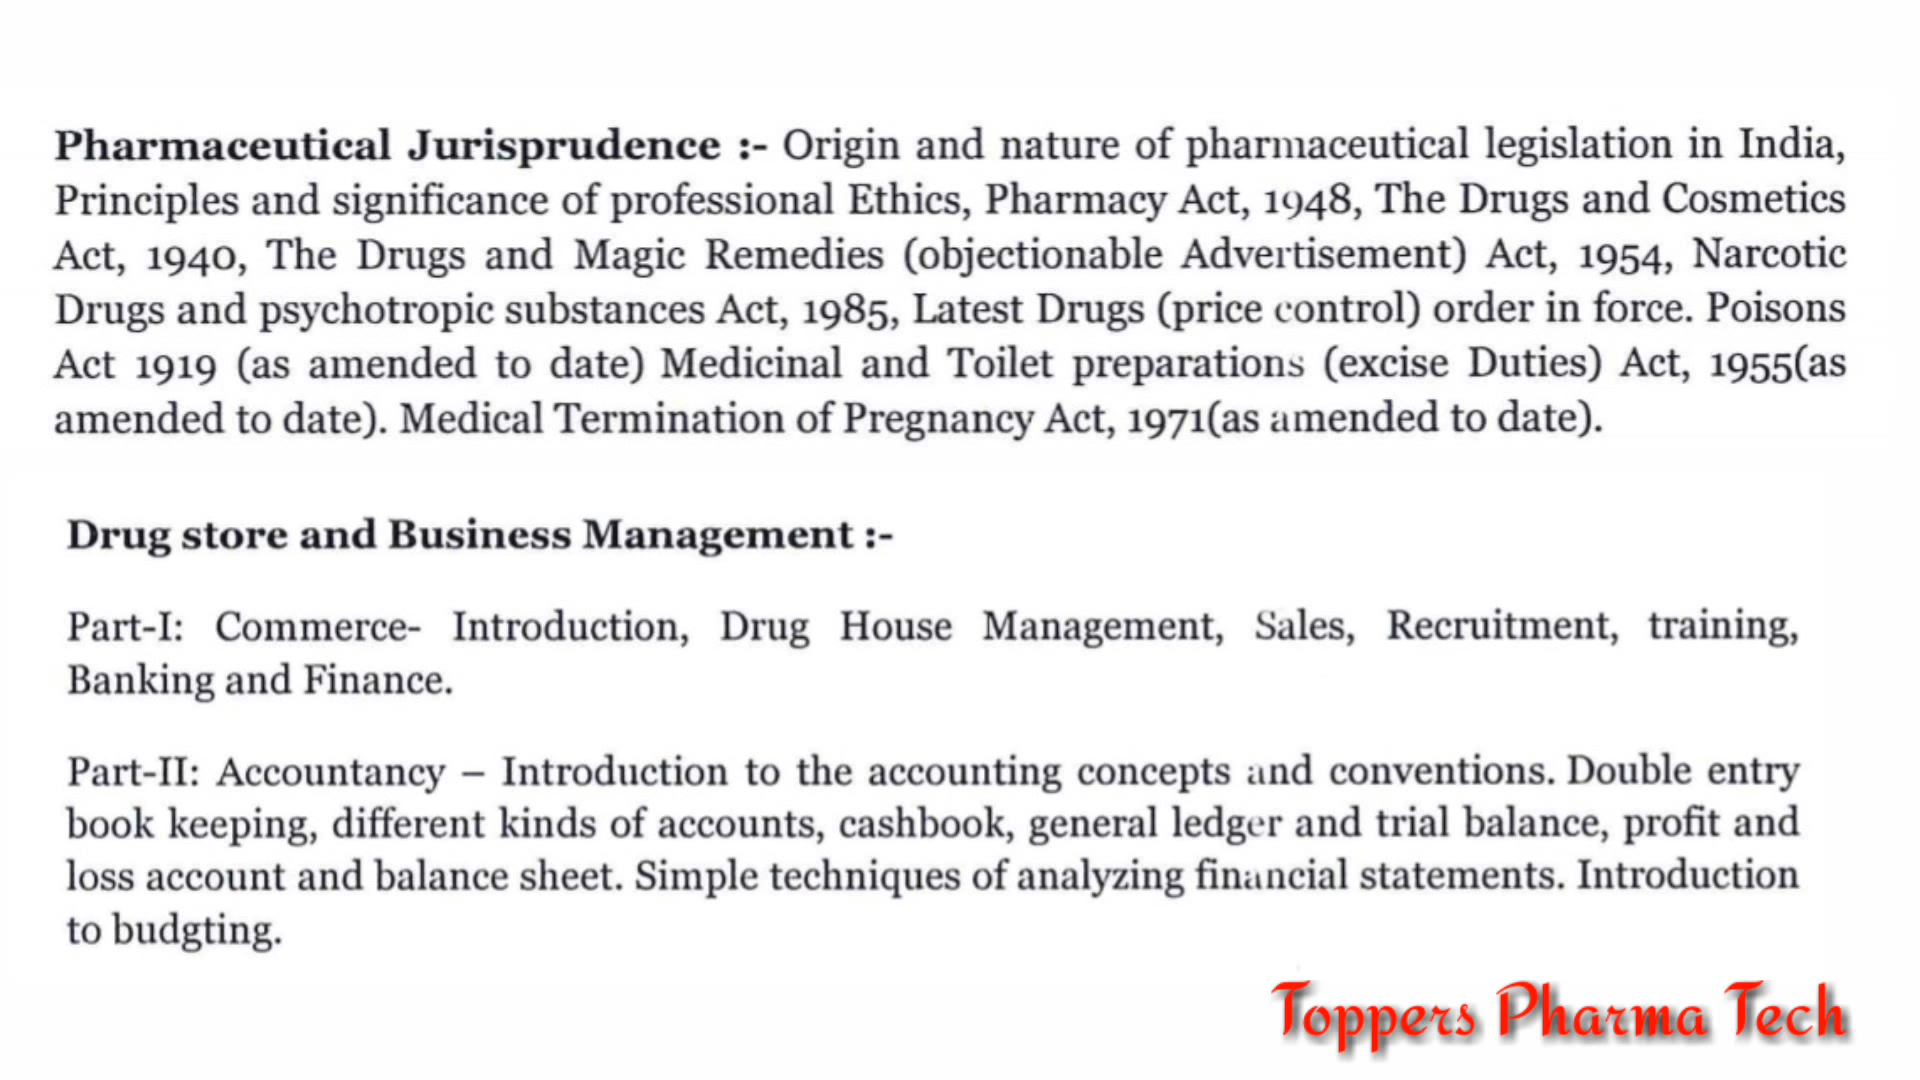 Pharmaceutical Jurisprudence :- Origin and nature of pharmaceutical legislation in India,
Principles and significance of professional Ethics, Pharmacy Act, 1948, The Drugs and Cosmetics
Act, 1940, The Drugs and Magic Remedies (objectionable Advertisement) Act, 1954, Narcotic
Drugs and psychotropic substances Act, 1985, Latest Drugs (price control) order in force. Poisons
Act 1919 (as amended to date) Medicinal and Toilet preparations (excise Duties) Act, 1955(as
amended to date). Medical Termination of Pregnancy Act, 1971(as amended to date).
Drug store and Business Management :-
Part-I: Commerce- Introduction, Drug House Management, Sales, Recruitment, training,
Banking and Finance.
Part-II: Accountancy – Introduction to the accounting concepts and conventions. Double entry
book keeping, different kinds of accounts, cashbook, general ledger and trial balance, profit and
loss account and balance sheet. Simple techniques of analyzing financial statements. Introduction
to budgting.
Toppers Pharma Tech